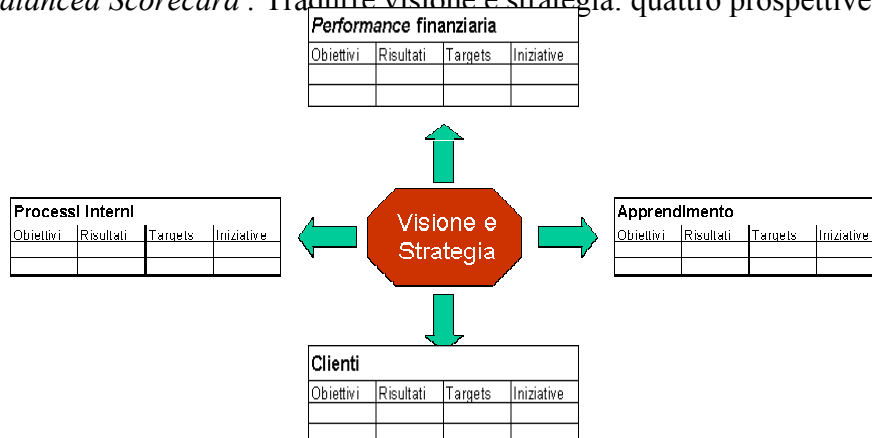 alanced Scorecard . Tradurre visione e strategia: quattro prospettive
Performance finanziaria
Obiettivi Risultati Targets Iniziative
Processi Interni
Obiettivi Risultati Targets Iniziative
Visione e
Strategia
Apprendimento
Obiettivi Risultati Targets Iniziative
Clienti
Obiettivi Risultati Targets Iniziative